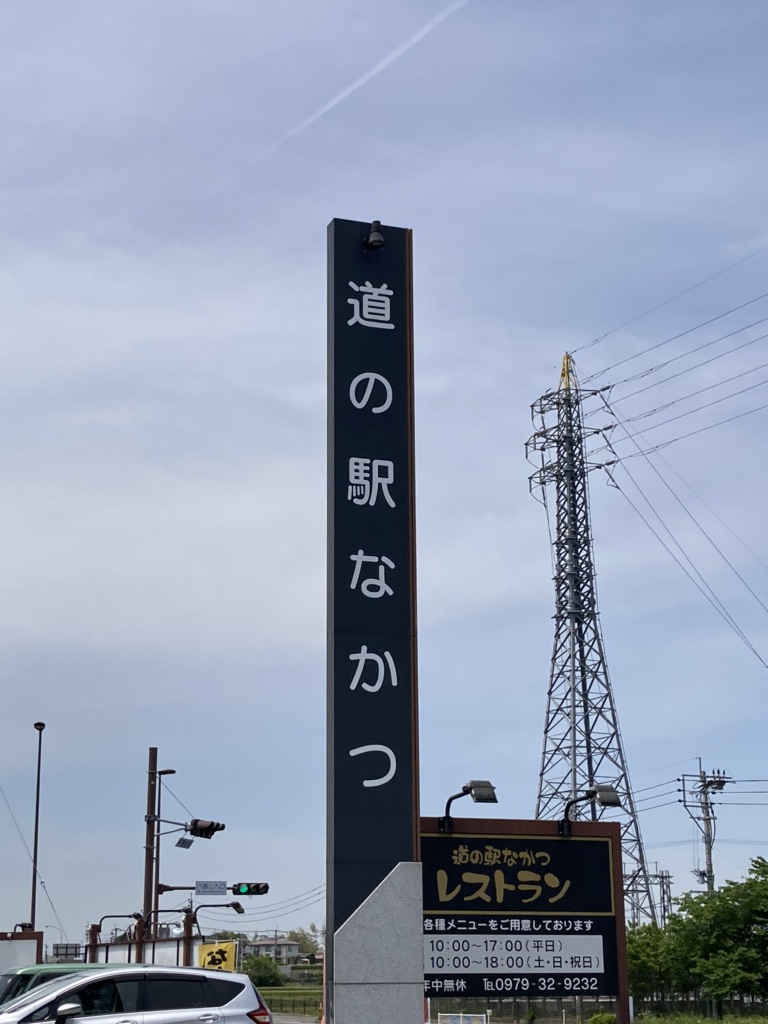 道の駅なかつ
道の駅なかつ
レストラン
各種メニューをご用意しております
10:00〜17:00(平日)
10:00〜18:00(土・日・祝日)
年中無休 ℡0979-32-9232